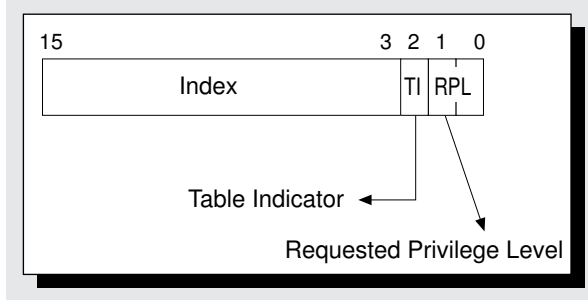 15 3 2 1 0
Index TI RPL
Table Indicator
Requested Privilege Level